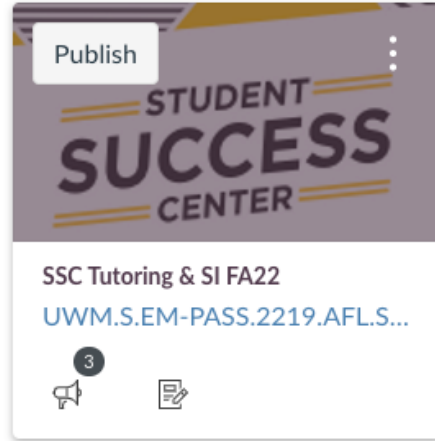 Publish
STUDENT
SUCCESS
CENTER
SSC Tutoring & SI FA22
UWM.S.EM-PASS.2219.AFL.S...
3